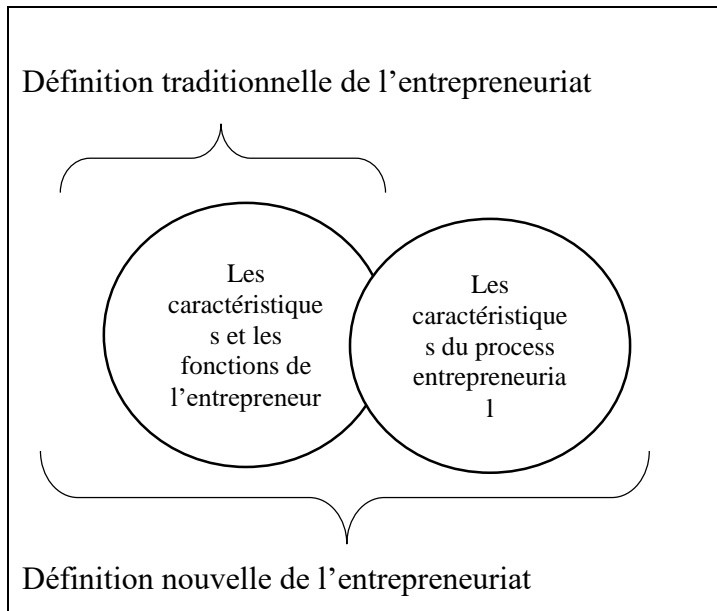 Définition traditionnelle de l’entrepreneuriat
Les
caractéristique
s et les
fonctions de
l’entrepreneur
Les
caractéristique
s du process
entrepreneuria
l
Définition nouvelle de l’entrepreneuriat